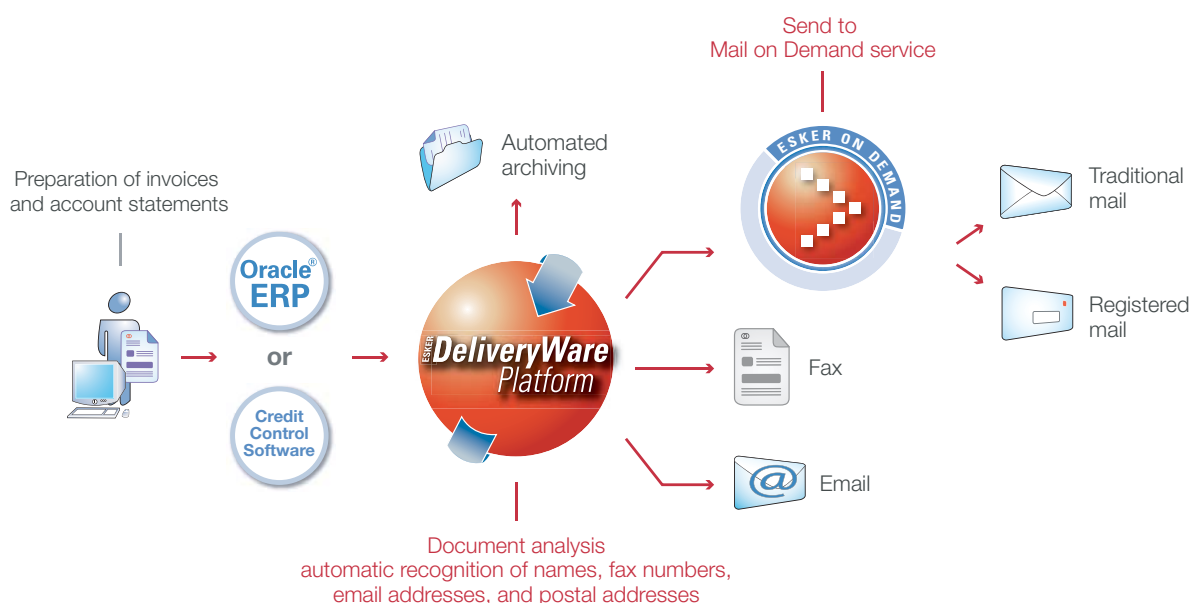 Send to
Mail on Demand service
Automated
archiving
Preparation of invoices
and account statements
ESKER ON DEMAND
Traditional
mail
Oracle®
ERP
or
Credit
Control
Software
ESKER DeliveryWare
Platform
Registered
mail
Fax
@
Email
Document analysis
automatic recognition of names, fax numbers,
email addresses, and postal addresses